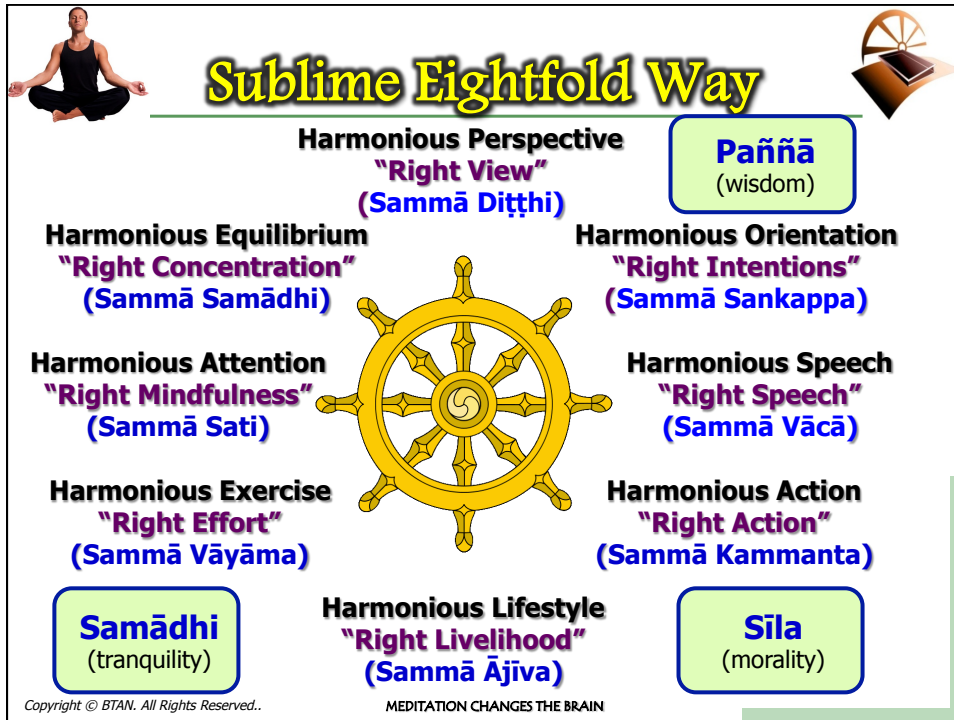 Sublime Eightfold Way
Harmonious Perspective
“Right View”
(Sammā Diṭṭhi)
Paññā
(wisdom)
Harmonious Equilibrium
“Right Concentration”
(Sammā Samādhi)
Harmonious Orientation
“Right Intentions”
(Sammā Sankappa)
Harmonious Attention
“Right Mindfulness”
(Sammā Sati)
Harmonious Speech
“Right Speech”
(Sammā Vācā)
Harmonious Exercise
“Right Effort”
(Sammā Vāyāma)
Harmonious Action
“Right Action”
(Sammā Kammanta)
Samādhi
(tranquility)
Harmonious Lifestyle
“Right Livelihood”
(Sammā Ājīva)
Sīla
(morality)
Copyright © BTAN. All Rights Reserved..
MEDITATION CHANGES THE BRAIN